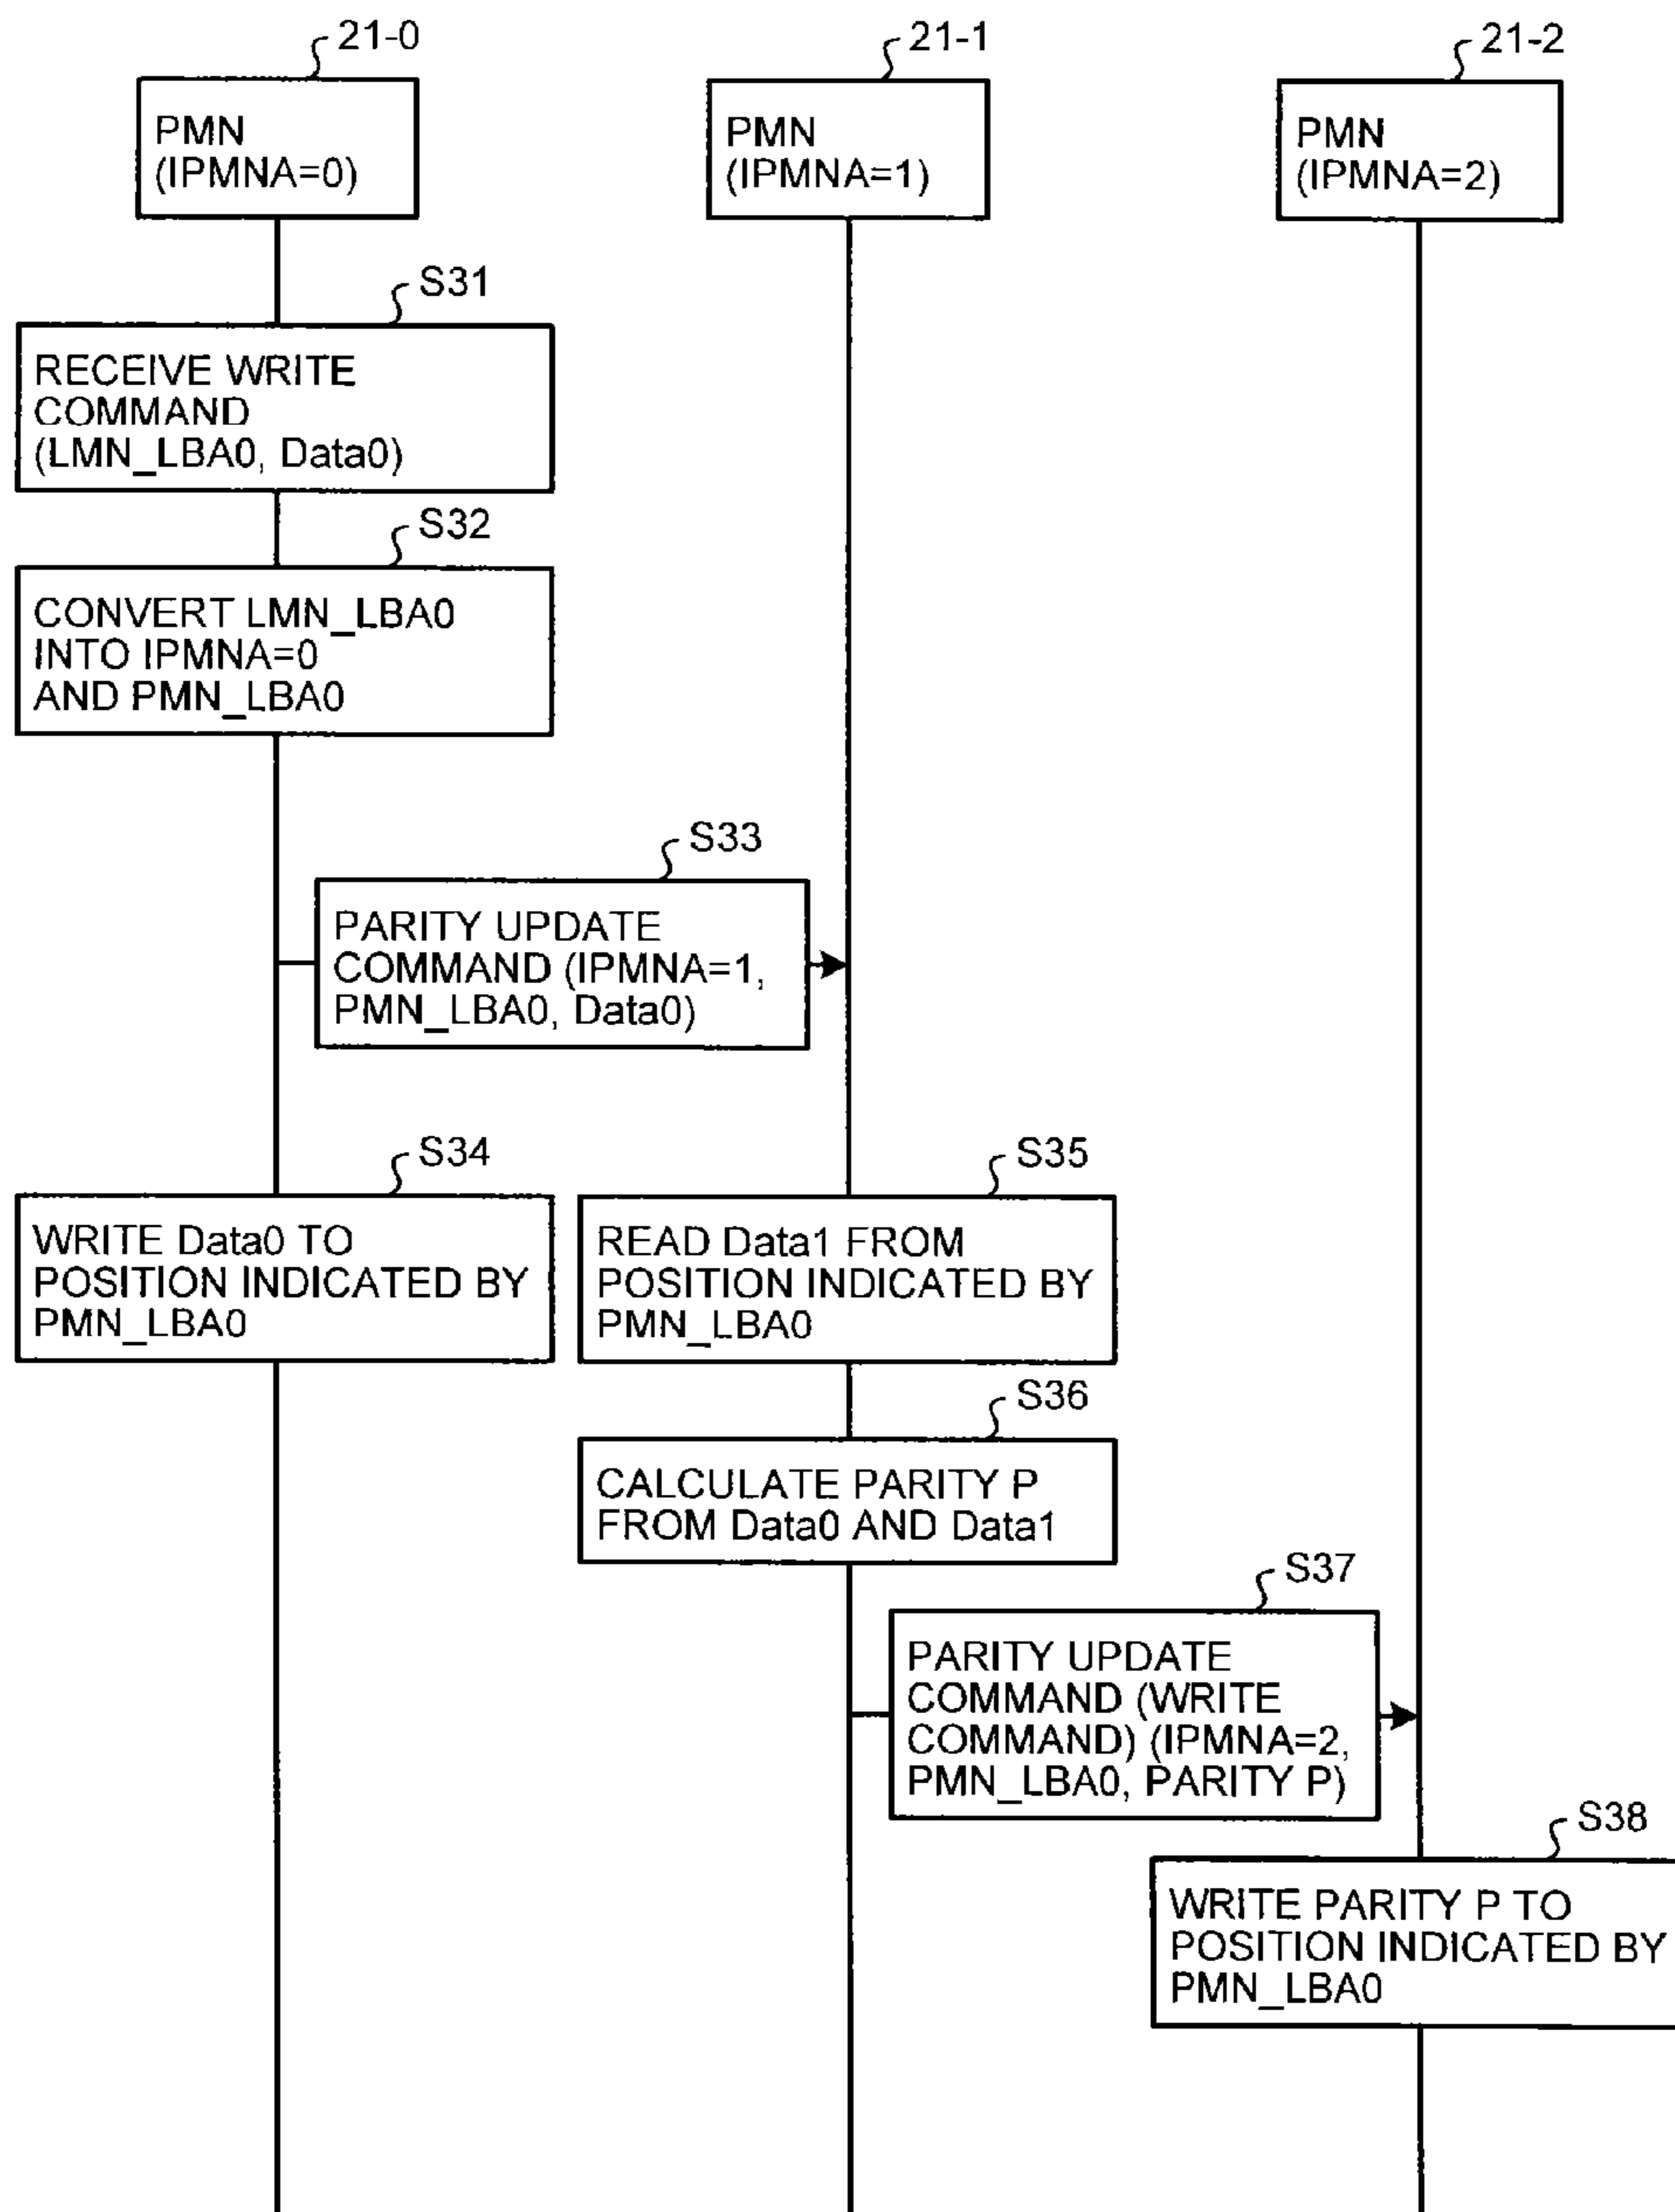 21-0
21-1
21-2
PMN
(IPMNA=0)
PMN
(IPMNA=1)
PMN
(IPMNA=2)
S31
RECEIVE WRITE
COMMAND
(LMN_LBA0, Data0)
S32
CONVERT LMN_LBA0
INTO IPMNA=0
AND PMN_LBA0
S33
PARITY UPDATE
COMMAND (IPMNA=1,
PMN_LBA0, Data0)
S34
WRITE Data0 TO
POSITION INDICATED BY
PMN_LBA0
S35
READ Data1 FROM
POSITION INDICATED BY
PMN_LBA0
S36
CALCULATE PARITY P
FROM Data0 AND Data1
S37
PARITY UPDATE
COMMAND (WRITE
COMMAND) (IPMNA=2,
PMN_LBA0, PARITY P)
S38
WRITE PARITY P TO
POSITION INDICATED BY
PMN_LBA0